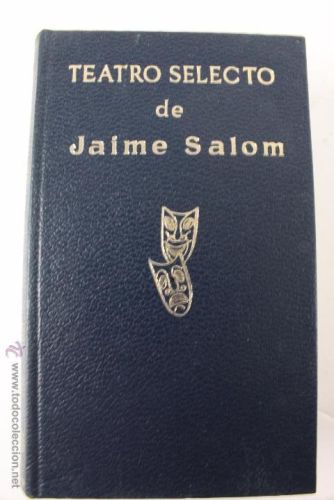 TEATRO SELECTO
de
Jaime Salom
www.todocoleccion.net